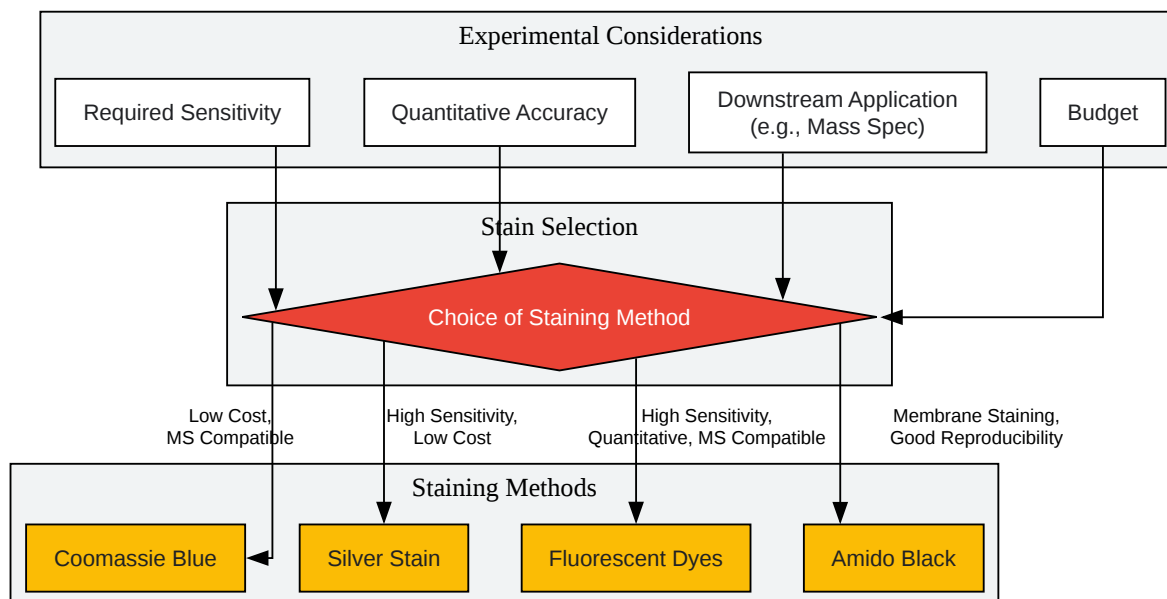 Experimental Considerations
Required Sensitivity
Quantitative Accuracy
Downstream Application
(e.g., Mass Spec)
Budget
Stain Selection
Choice of Staining Method
Low Cost,
MS Compatible
High Sensitivity,
Low Cost
High Sensitivity,
Quantitative, MS Compatible
Membrane Staining,
Good Reproducibility
Staining Methods
Coomassie Blue
Silver Stain
Fluorescent Dyes
Amido Black